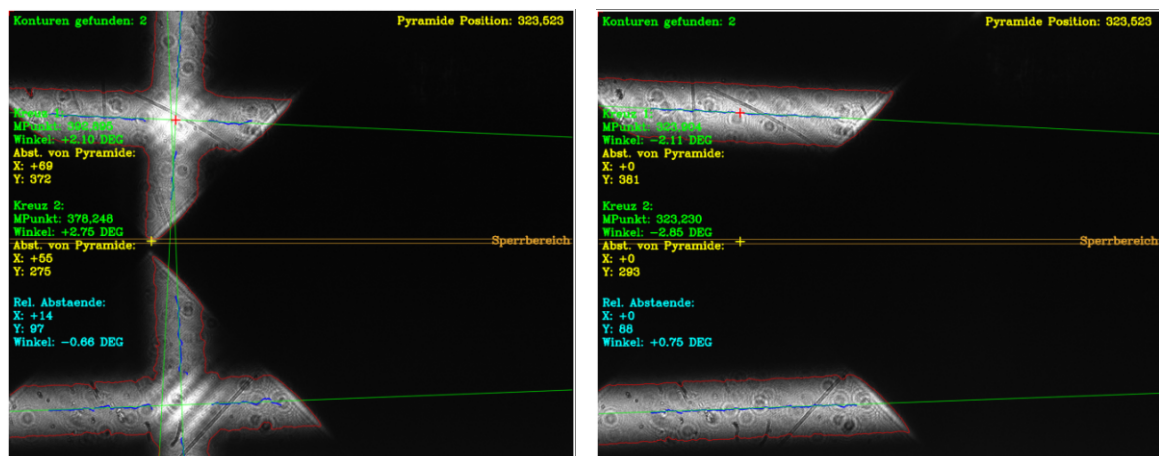 Konturen gefunden: 2
Pyramide Position: 323,523
Kreuz
MPunkt:
Winkel: +2.10 DEG
Abst. von Pyramide:
X: +69
Y: 372
Kreuz 2:
MPunkt: 378,248
Winkel: +2.75 DEG
Abst. von Pyramide:
X: +55
Y: 275
Sperrbereich
Rel. Abstaende:
X: +14
Y: 97
Winkel: -0.66 DEG
Konturen gefunden: 2
Pyramide Position: 323,523
Kreuz
MPunkt:
Winkel: -2.11 DEG
Abst. von Pyramide:
X: +0
Y: 381
Kreuz 2:
MPunkt: 323,230
Winkel: -2.85 DEG
Abst. von Pyramide:
X: +0
Y: 293
Sperrbereich
Rel. Abstaende:
X: +0
Y: 88
Winkel: +0.75 DEG